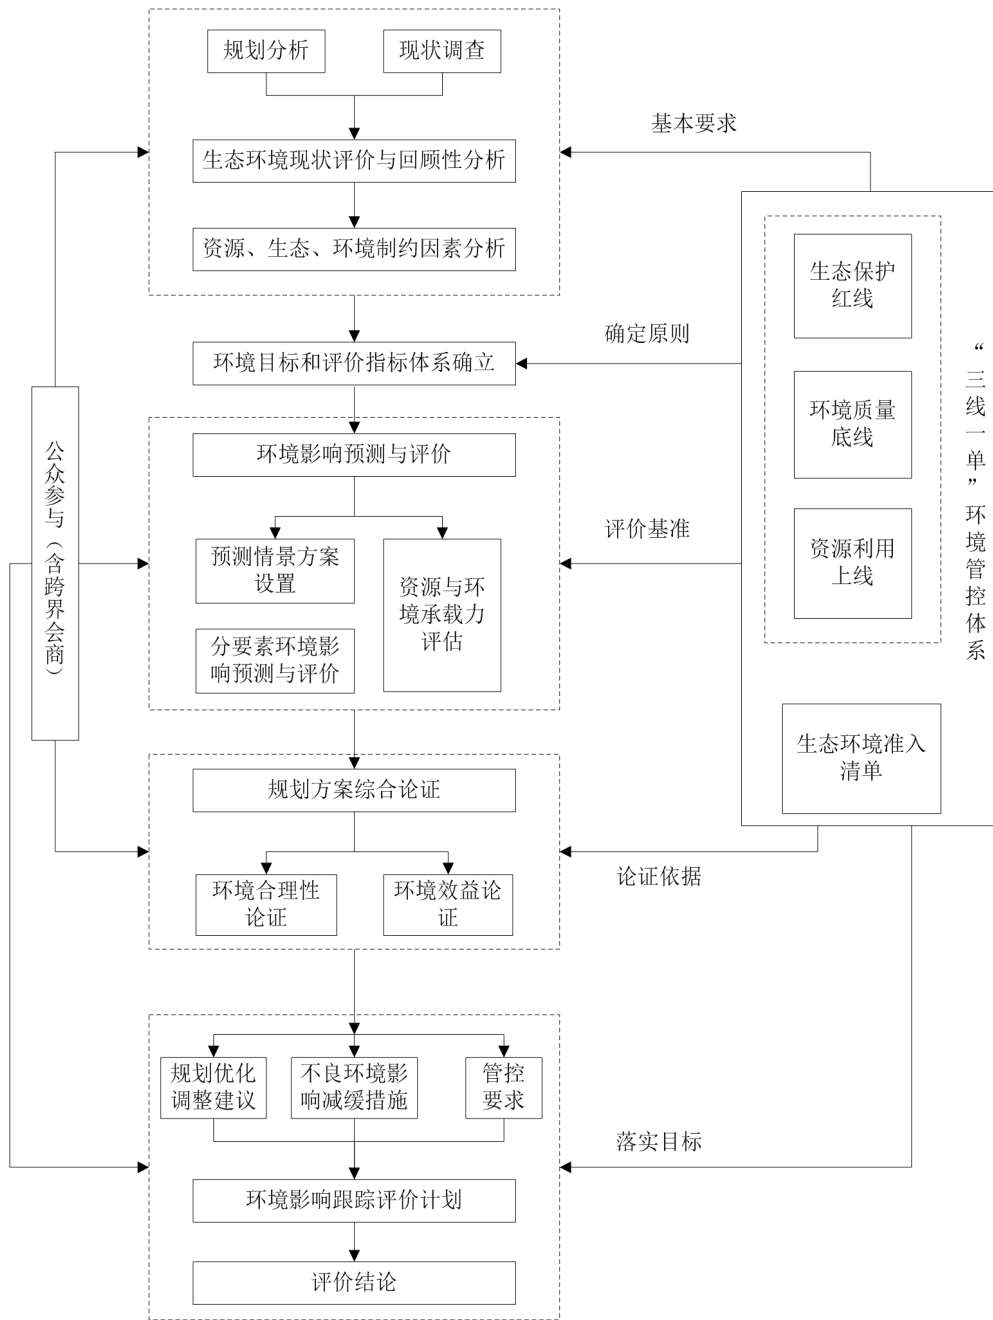 规划分析
现状调查
基本要求
生态环境现状评价与回顾性分析
资源、生态、环境制约因素分析
生态保护
红线
确定原则
环境目标和评价指标体系确立
环境质量
底线
“三线一单”环境管控体系
公众参与（含跨界会商）
环境影响预测与评价
评价基准
预测情景方案
设置
资源与环
境承载力
评估
资源利用
上线
分要素环境影
响预测与评价
生态环境准入
清单
规划方案综合论证
论证依据
环境合理性
论证
环境效益论
证
规划优化
调整建议
不良环境影
响减缓措施
管控
要求
落实目标
环境影响跟踪评价计划
评价结论